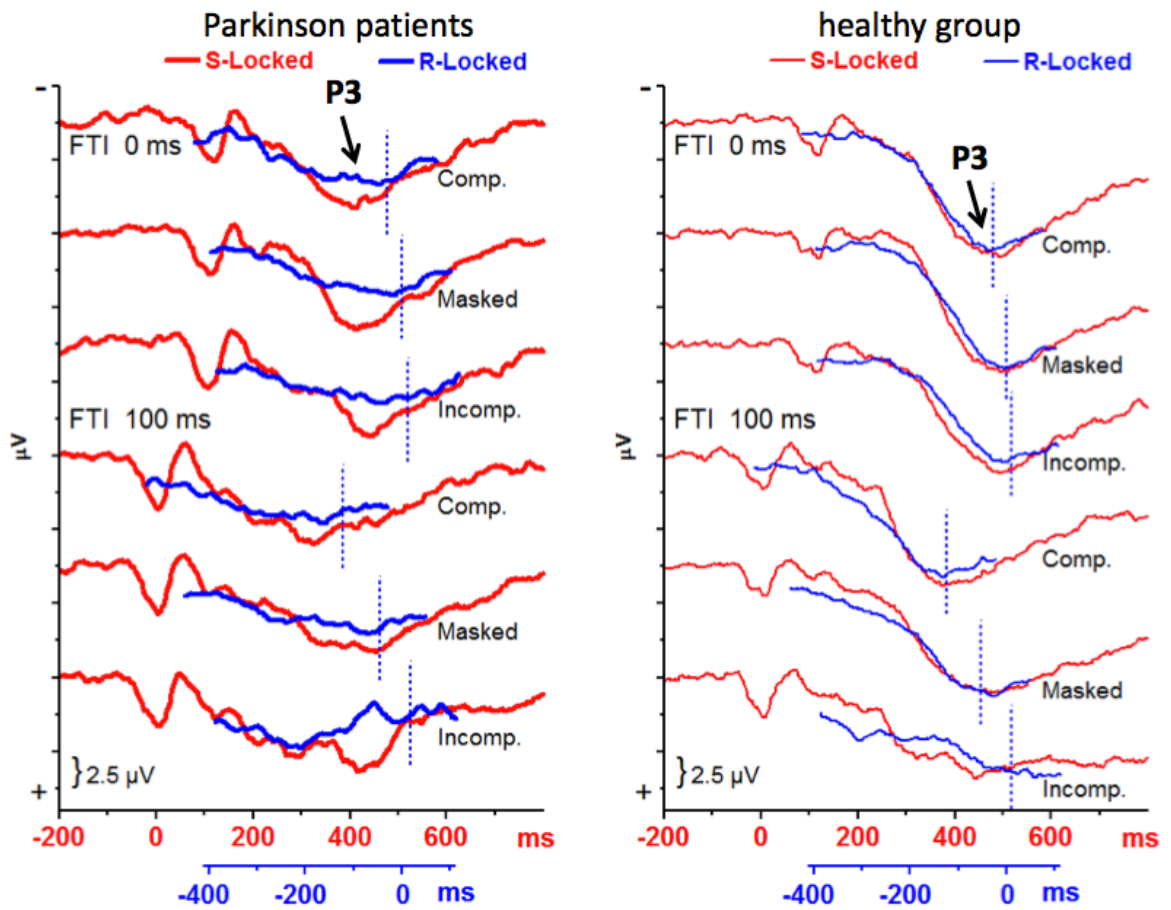 Parkinson patients
S-Locked R-Locked
-
P3
FTI 0 ms
Comp.
Masked
Incomp.
FTI 100 ms
µV
Comp.
Masked
Incomp.
}2.5 µV
+
-200 0 200 400 600 ms
-400 -200 0 ms
healthy group
S-Locked R-Locked
-
FTI 0 ms
P3
Comp.
Masked
FTI 100 ms
µV
Incomp.
Comp.
Masked
Incomp.
}2.5 µV
+
-200 0 200 400 600 ms
-400 -200 0 ms